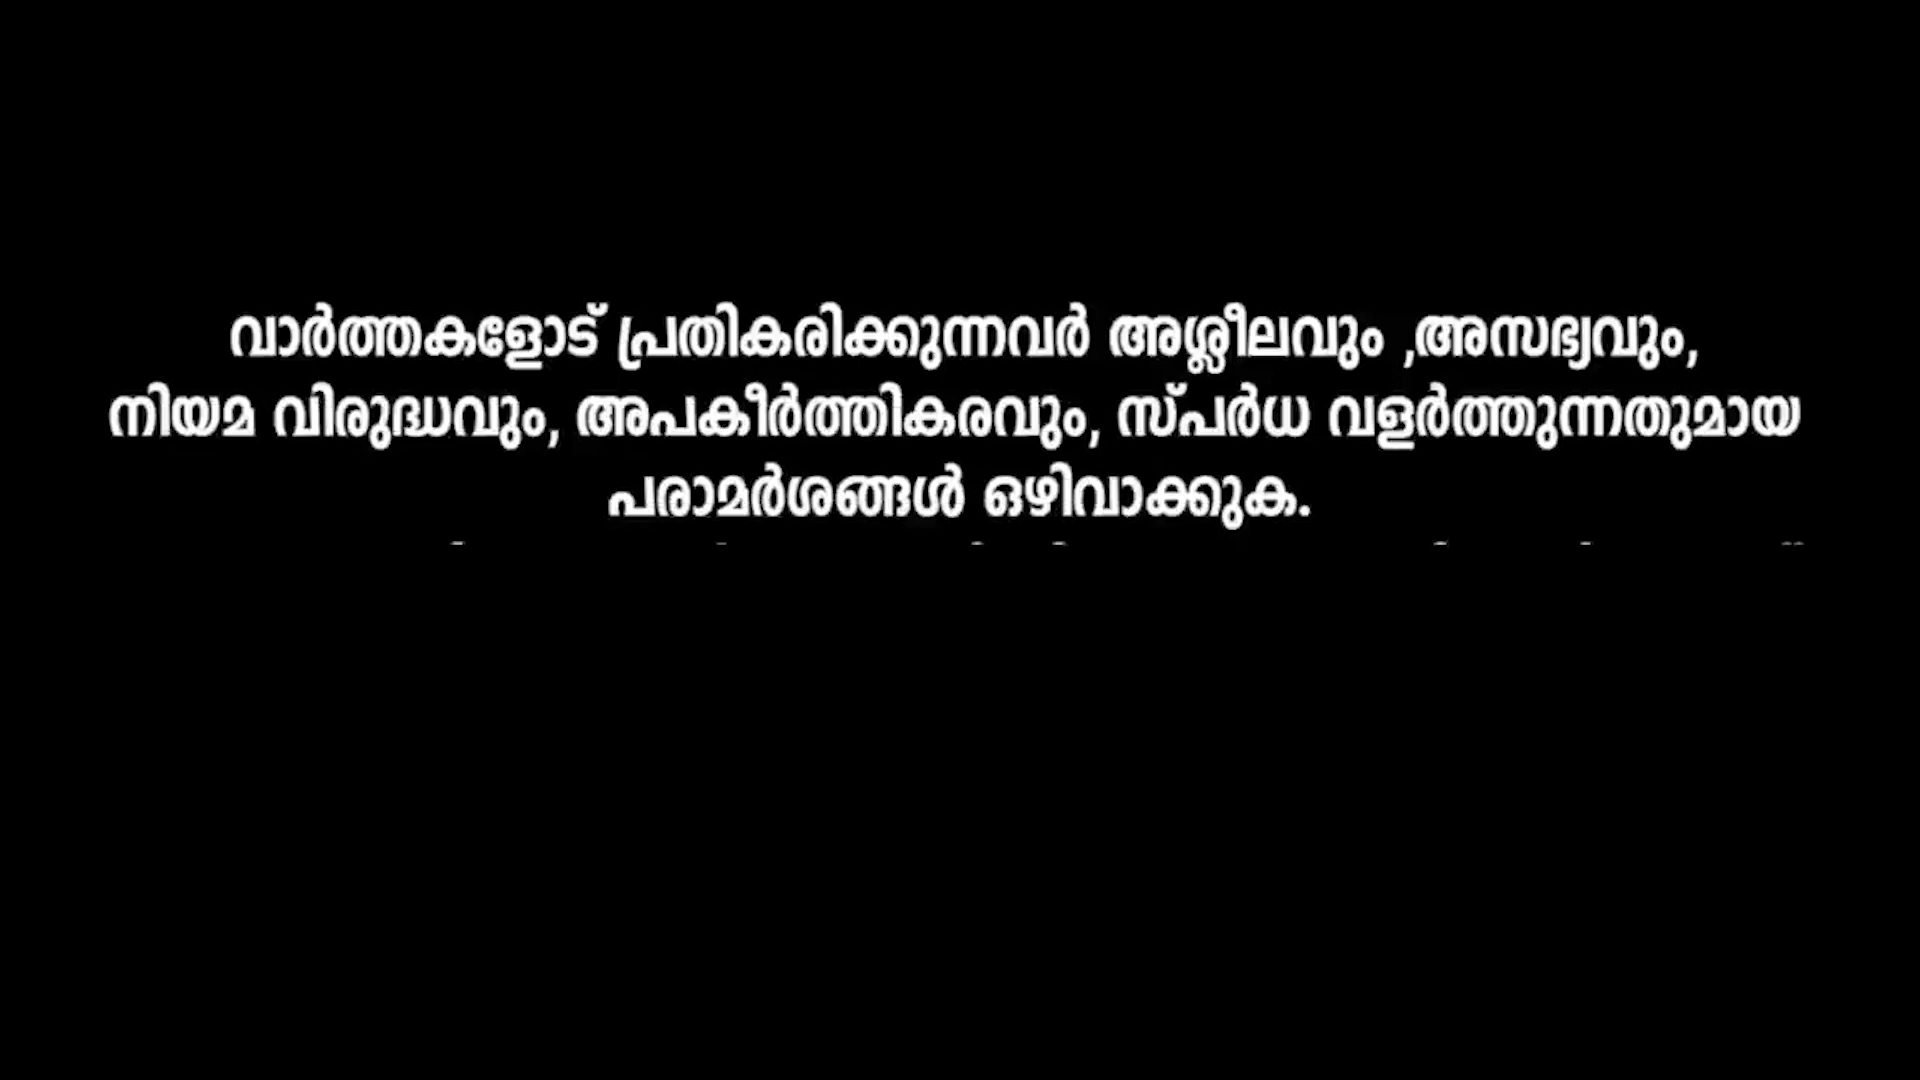 വാർത്തകളോട് പ്രതികരിക്കുന്നവർ അശ്ലീലവും ,അസഭ്യവും,
നിയമ വിരുദ്ധവും, അപകീർത്തികരവും, സ്പർധ വളർത്തുന്നതുമായ
പരാമർശങ്ങൾ ഒഴിവാക്കുക.